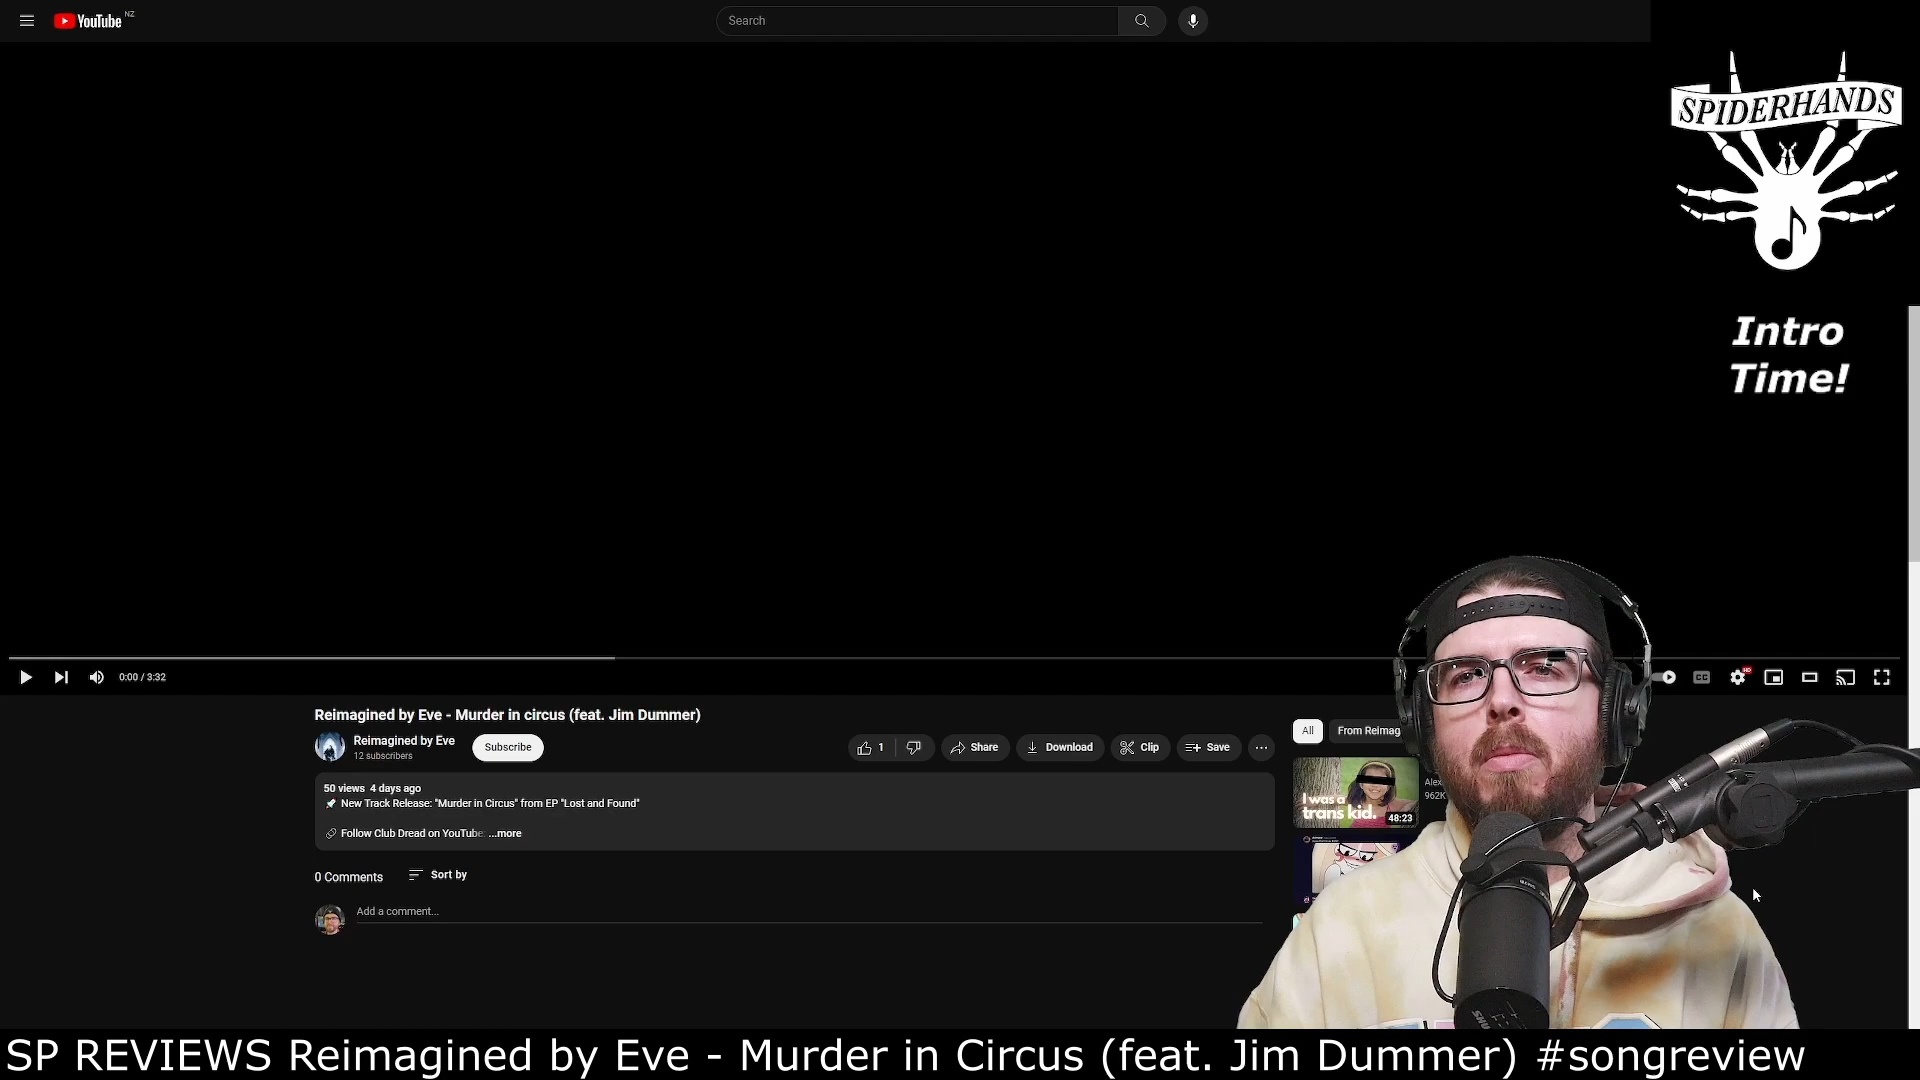 YouTube NZ
Search
SPIDERHANDS
Intro
Time!
0:00 / 3:32
CC
HD
Reimagined by Eve - Murder in circus (feat. Jim Dummer)
Reimagined by Eve
12 subscribers
Subscribe
1
Share
Download
Clip
Save
All
From Reimag
50 views 4 days ago
New Track Release: "Murder in Circus" from EP "Lost and Found"
Follow Club Dread on YouTube
...more
I was a
trans kid.
48:23
Alex
962K
0 Comments
Sort by
Add a comment...
SP REVIEWS Reimagined by Eve - Murder in Circus (feat. Jim Dummer) #songreview